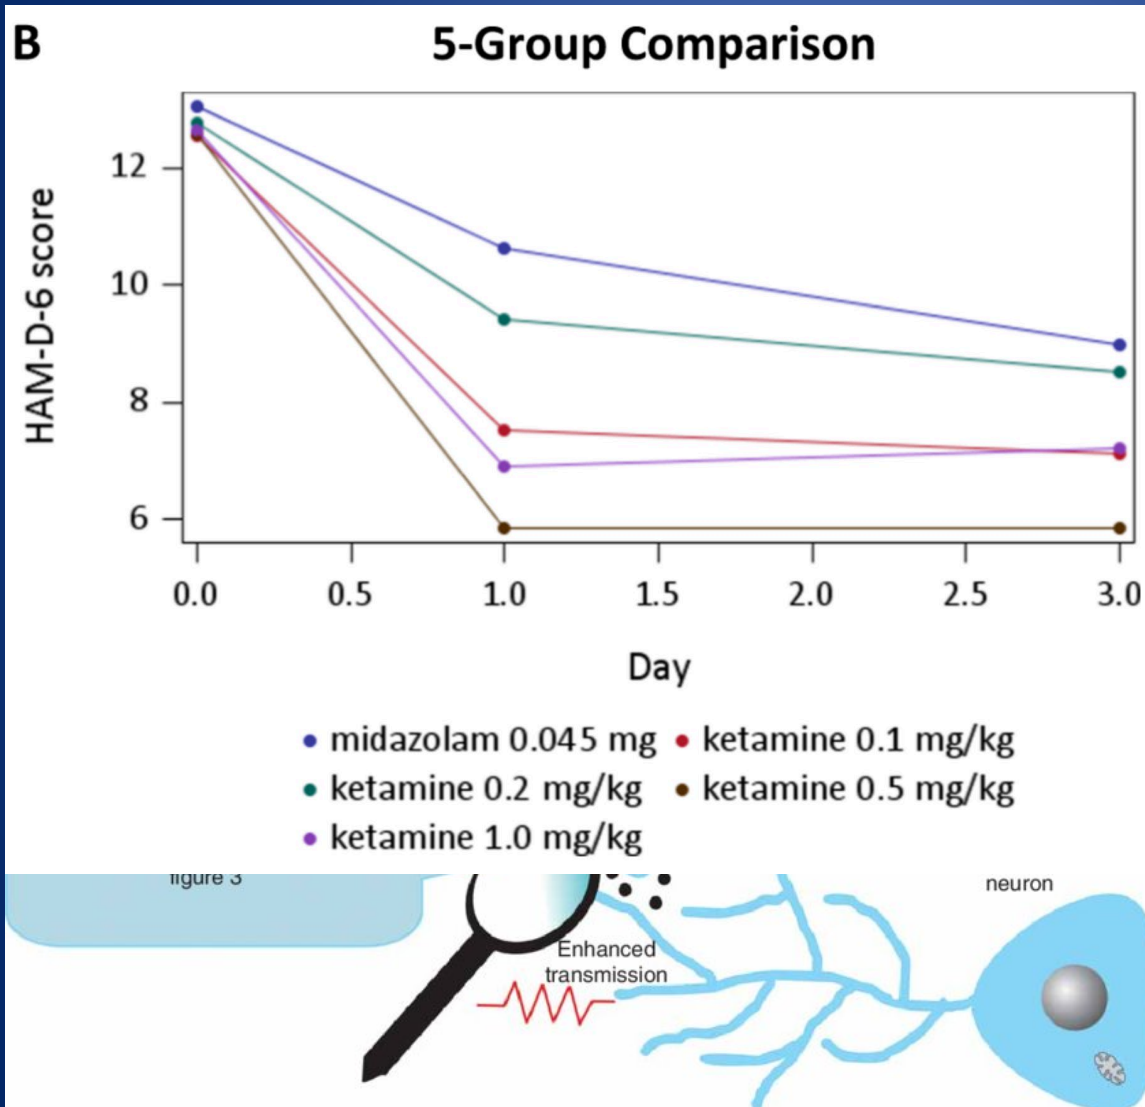 B
5-Group Comparison
HAM-D-6 score
12
10
8
6
0.0 0.5 1.0 1.5 2.0 2.5 3.0
Day
midazolam 0.045 mg ketamine 0.1 mg/kg
ketamine 0.2 mg/kg ketamine 0.5 mg/kg
ketamine 1.0 mg/kg
figure 3
neuron
Enhanced
transmission